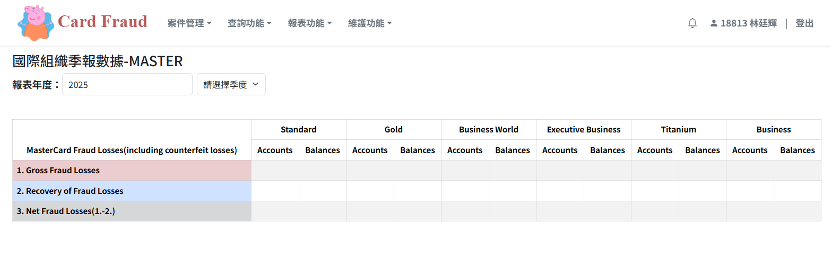 Card Fraud 案件管理 查詢功能 報表功能 維護功能 18813 林廷輝 | 登出
國際組織季報數據-MASTER
報表年度： 2025 請選擇季度
Standard Gold Business World Executive Business Titanium Business
MasterCard Fraud Losses(including counterfeit losses) Accounts Balances Accounts Balances Accounts Balances Accounts Balances Accounts Balances Accounts Balances
1. Gross Fraud Losses
2. Recovery of Fraud Losses
3. Net Fraud Losses(1.-2.)